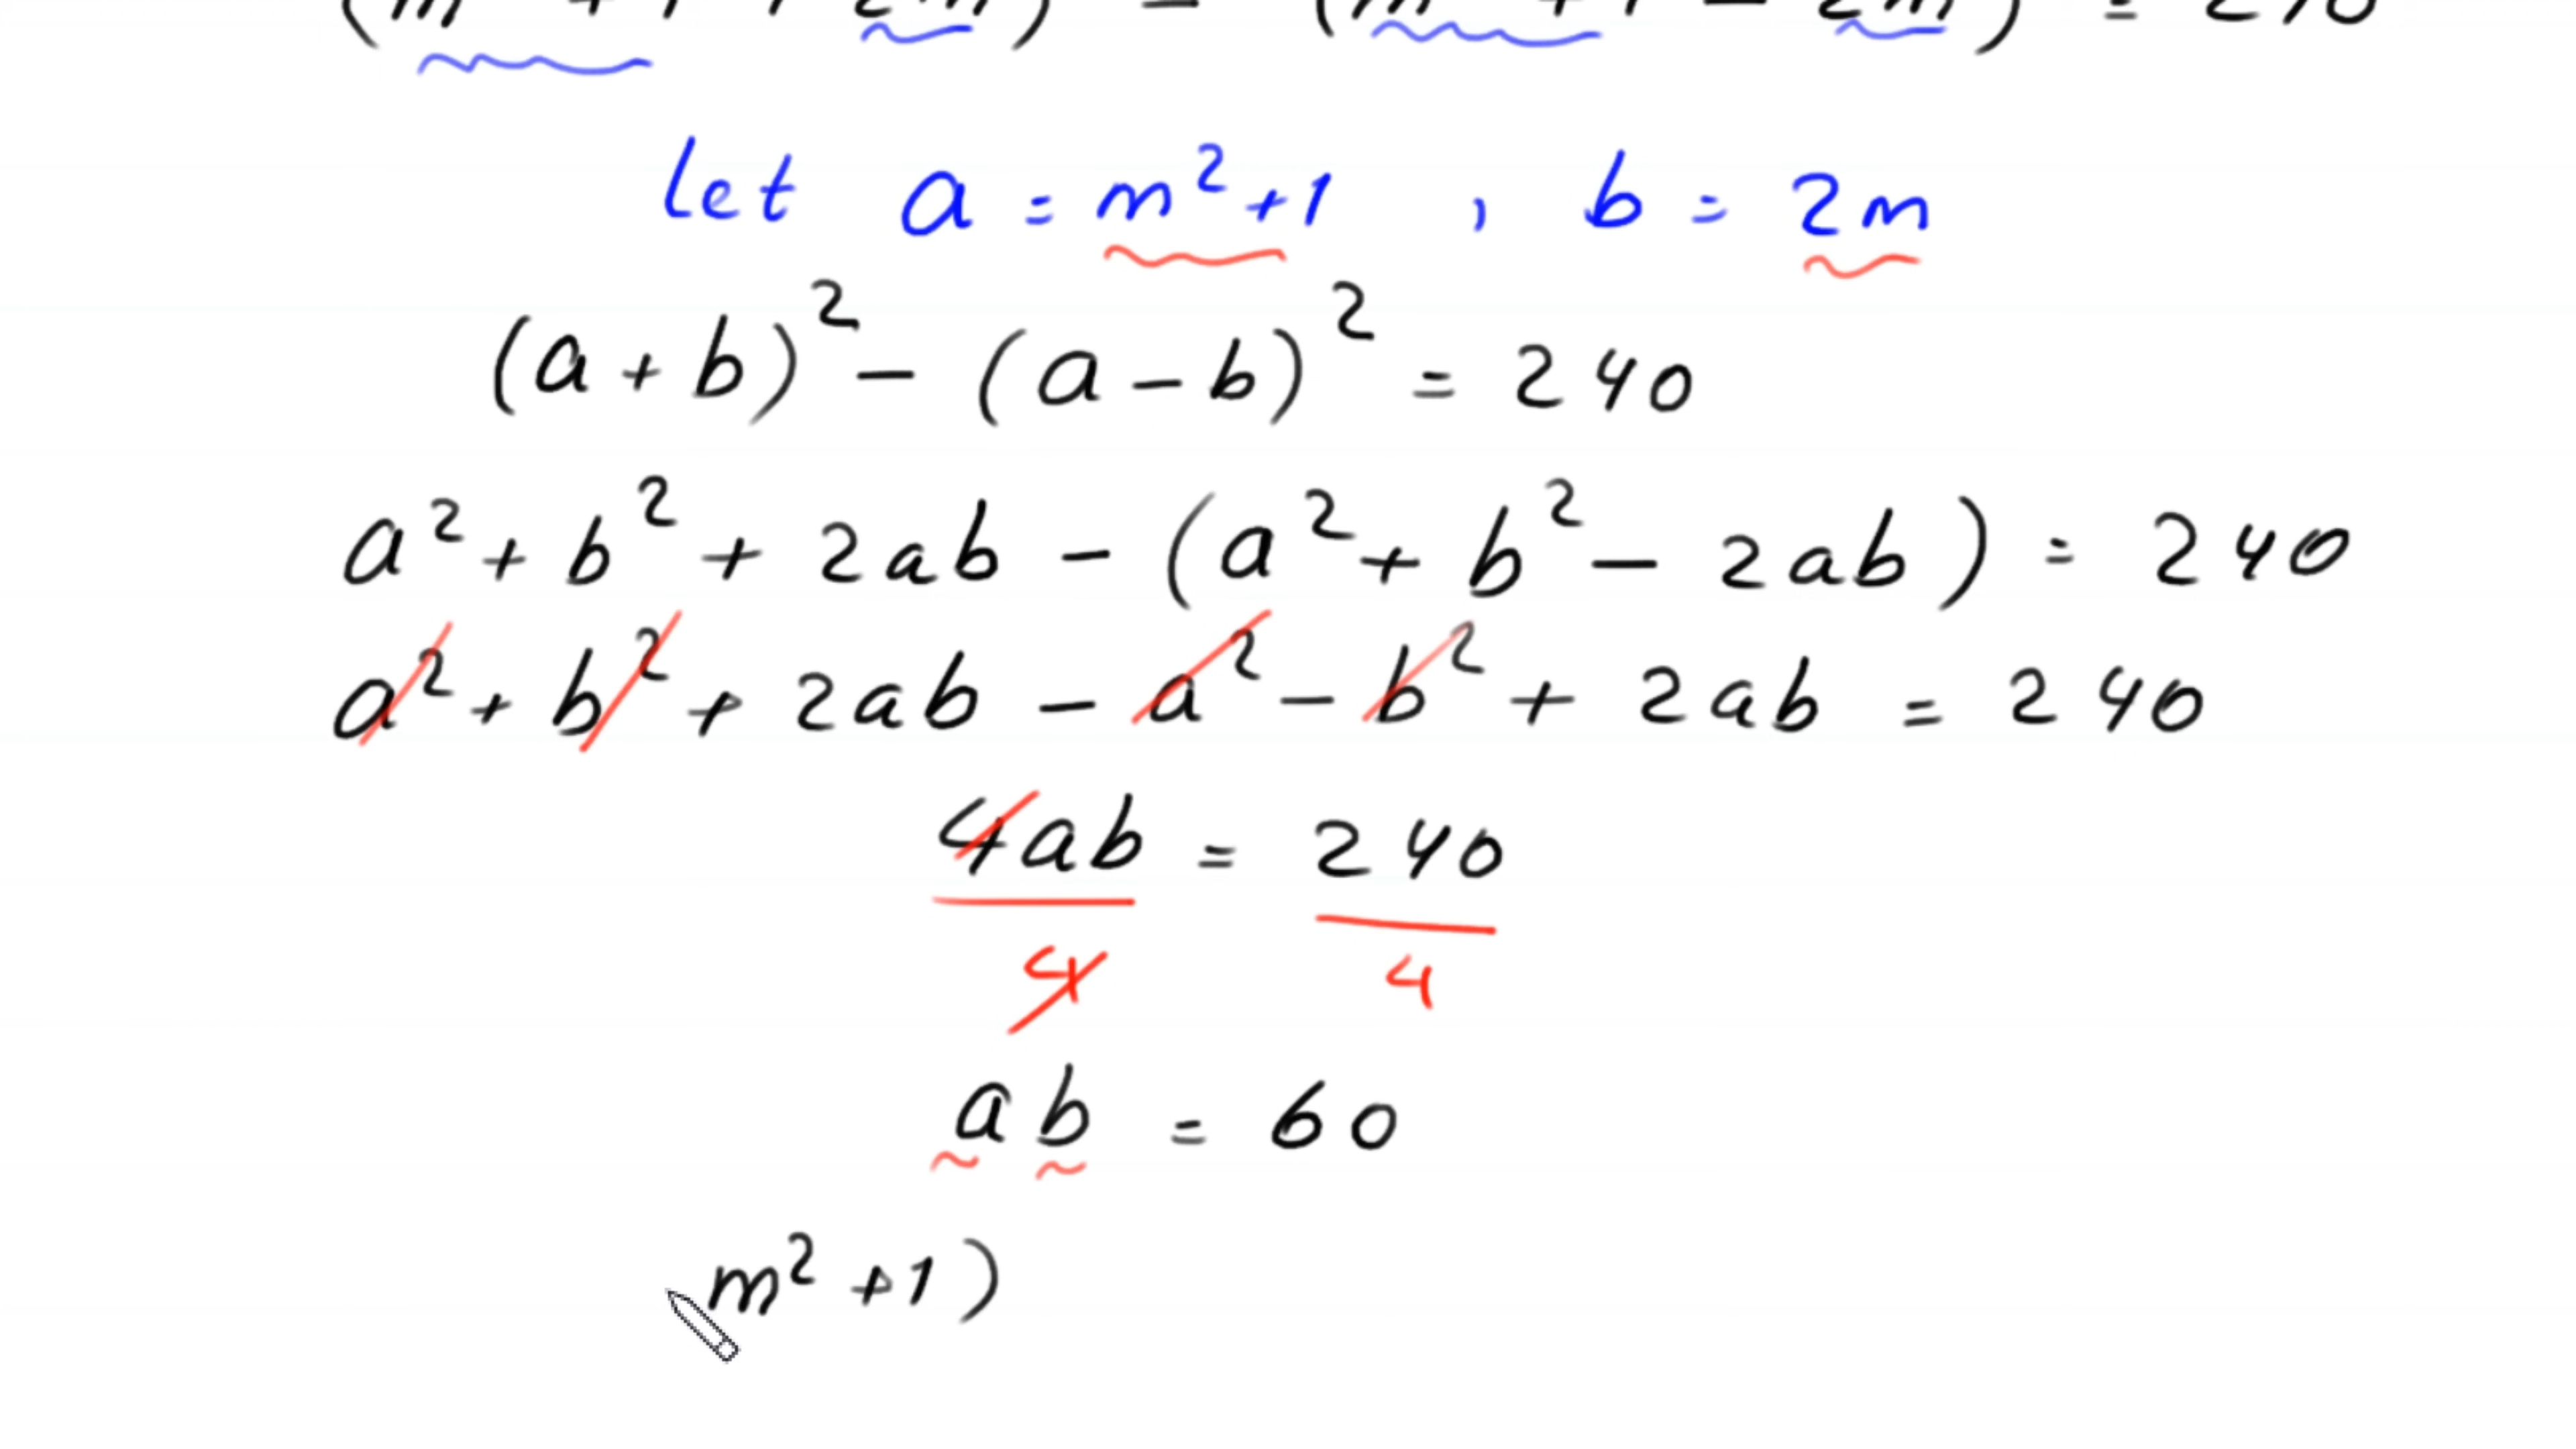 let a = m² + 1 , b = 2m
(a + b)² − (a − b)² = 240
a² + b² + 2ab − (a² + b² − 2ab) = 240
a² + b² + 2ab − a² − b² + 2ab = 240
4ab = 240
4 4
ab = 60
m² + 1)